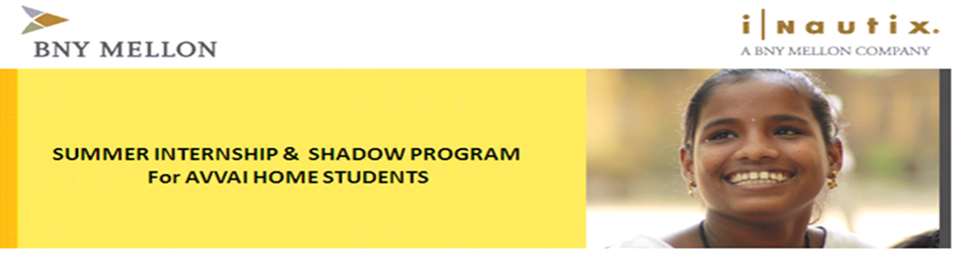 BNY MELLON
i|nautix.
A BNY MELLON COMPANY
SUMMER INTERNSHIP & SHADOW PROGRAM
For AVVAI HOME STUDENTS